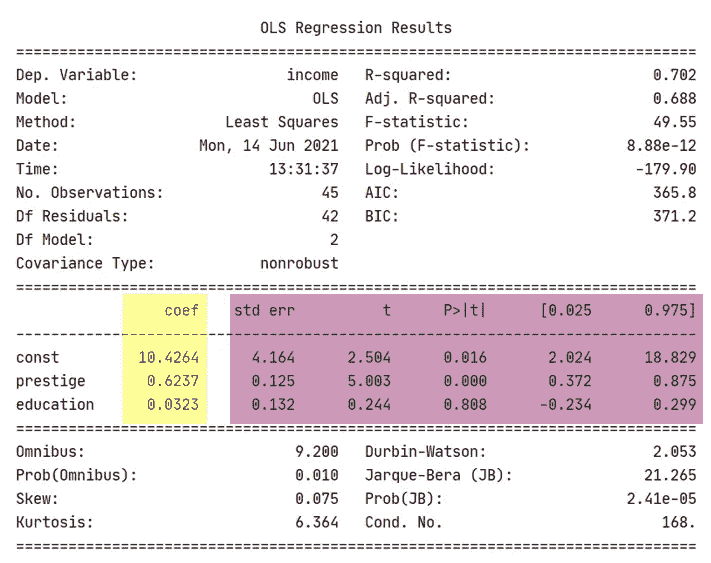 OLS Regression Results
==============================================================================
Dep. Variable: income R-squared: 0.702
Model: OLS Adj. R-squared: 0.688
Method: Least Squares F-statistic: 49.55
Date: Mon, 14 Jun 2021 Prob (F-statistic): 8.88e-12
Time: 13:31:37 Log-Likelihood: -179.90
No. Observations: 45 AIC: 365.8
Df Residuals: 42 BIC: 371.2
Df Model: 2
Covariance Type: nonrobust
==============================================================================
coef std err t P>|t| [0.025 0.975]
------------------------------------------------------------------------------
const 10.4264 4.164 2.504 0.016 2.024 18.829
prestige 0.6237 0.125 5.003 0.000 0.372 0.875
education 0.0323 0.132 0.244 0.808 -0.234 0.299
==============================================================================
Omnibus: 9.200 Durbin-Watson: 2.053
Prob(Omnibus): 0.010 Jarque-Bera (JB): 21.265
Skew: 0.075 Prob(JB): 2.41e-05
Kurtosis: 6.364 Cond. No. 168.
==============================================================================